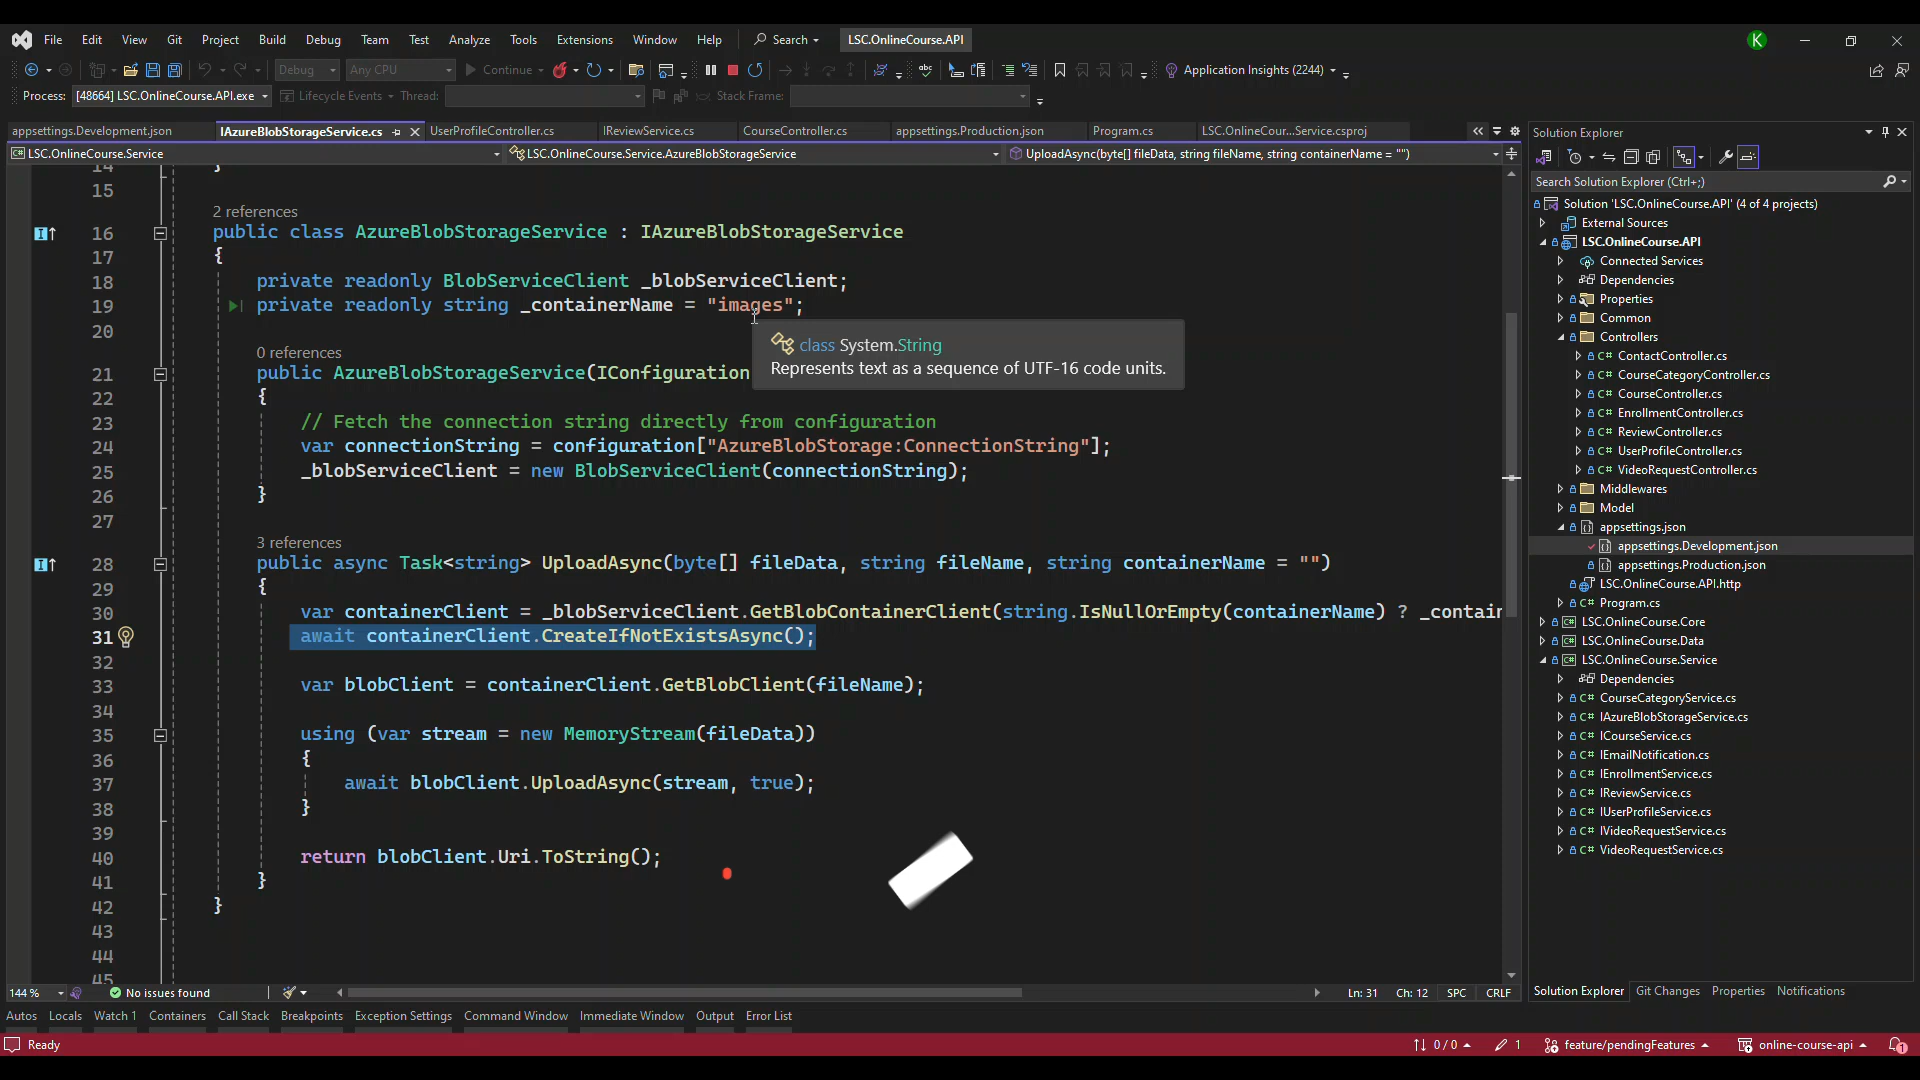 File Edit View Git Project Build Debug Team Test Analyze Tools Extensions Window Help Search LSC.OnlineCourse.API K
Debug Any CPU Continue Application Insights (2244)
Process: [48664] LSC.OnlineCourse.API.exe Lifecycle Events Thread: Stack Frame:
appsettings.Development.json IAzureBlobStorageService.cs UserProfileController.cs IReviewService.cs CourseController.cs appsettings.Production.json Program.cs LSC.OnlineCour...Service.csproj
LSC.OnlineCourse.Service LSC.OnlineCourse.Service.AzureBlobStorageService UploadAsync(byte[] fileData, string fileName, string containerName = "")
14 }
15
2 references
16 public class AzureBlobStorageService : IAzureBlobStorageService
17 {
18 private readonly BlobServiceClient _blobServiceClient;
19 private readonly string _containerName = "images";
20
class System.String
Represents text as a sequence of UTF-16 code units.
0 references
21 public AzureBlobStorageService(IConfiguration
22 {
23 // Fetch the connection string directly from configuration
24 var connectionString = configuration["AzureBlobStorage:ConnectionString"];
25 _blobServiceClient = new BlobServiceClient(connectionString);
26 }
27
3 references
28 public async Task<string> UploadAsync(byte[] fileData, string fileName, string containerName = "")
29 {
30 var containerClient = _blobServiceClient.GetBlobContainerClient(string.IsNullOrEmpty(containerName) ? _contain
31 await containerClient.CreateIfNotExistsAsync();
32
33 var blobClient = containerClient.GetBlobClient(fileName);
34
35 using (var stream = new MemoryStream(fileData))
36 {
37 await blobClient.UploadAsync(stream, true);
38 }
39
40 return blobClient.Uri.ToString();
41 }
42 }
43
44
45
144 % No issues found Ln: 31 Ch: 12 SPC CRLF
Autos Locals Watch 1 Containers Call Stack Breakpoints Exception Settings Command Window Immediate Window Output Error List
Ready 0 / 0 1 feature/pendingFeatures online-course-api 1
Solution Explorer
Search Solution Explorer (Ctrl+;)
Solution 'LSC.OnlineCourse.API' (4 of 4 projects)
External Sources
LSC.OnlineCourse.API
Connected Services
Dependencies
Properties
Common
Controllers
C# ContactController.cs
C# CourseCategoryController.cs
C# CourseController.cs
C# EnrollmentController.cs
C# ReviewController.cs
C# UserProfileController.cs
C# VideoRequestController.cs
Middlewares
Model
appsettings.json
appsettings.Development.json
appsettings.Production.json
LSC.OnlineCourse.API.http
C# Program.cs
C# LSC.OnlineCourse.Core
C# LSC.OnlineCourse.Data
C# LSC.OnlineCourse.Service
Dependencies
C# CourseCategoryService.cs
C# IAzureBlobStorageService.cs
C# ICourseService.cs
C# IEmailNotification.cs
C# IEnrollmentService.cs
C# IReviewService.cs
C# IUserProfileService.cs
C# IVideoRequestService.cs
C# VideoRequestService.cs
Solution Explorer Git Changes Properties Notifications